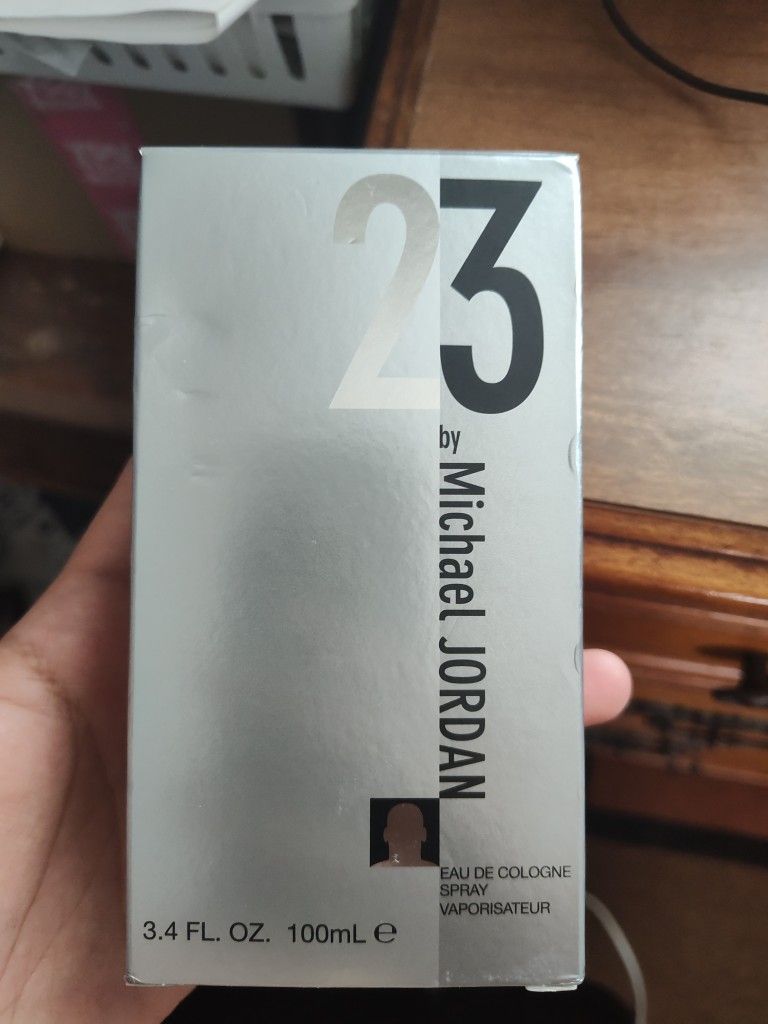 23
by
Michael JORDAN
EAU DE COLOGNE
SPRAY
VAPORISATEUR
3.4 FL. OZ. 100mL ℮